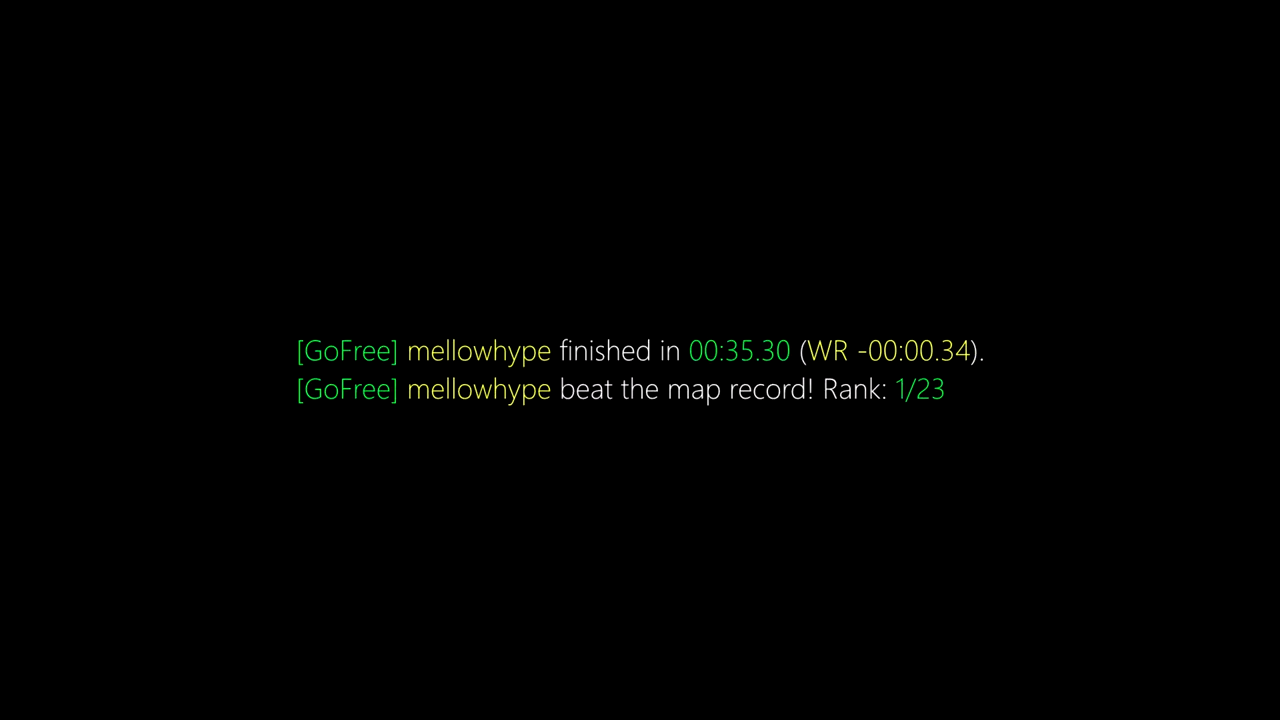 [GoFree] mellowhype finished in 00:35.30 (WR -00:00.34).
[GoFree] mellowhype beat the map record! Rank: 1/23